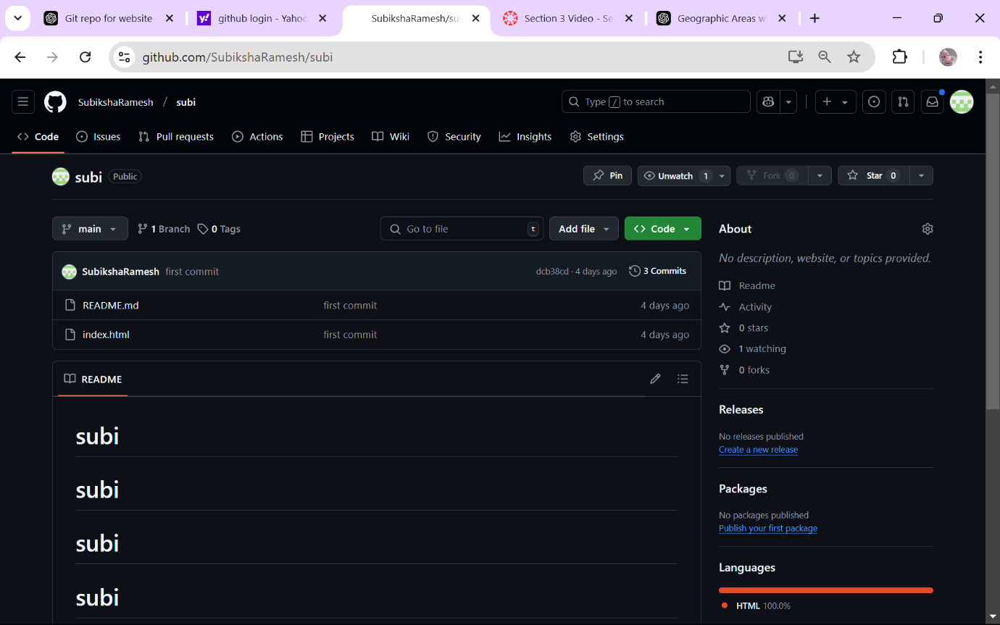 Git repo for website
github login - Yahoo
SubikshaRamesh/su
Section 3 Video - Se
Geographic Areas w
github.com/SubikshaRamesh/subi
SubikshaRamesh / subi
Type / to search
Code Issues Pull requests Actions Projects Wiki Security Insights Settings
subi Public
Pin Unwatch 1 Fork 0 Star 0
main 1 Branch 0 Tags Go to file t Add file Code
SubikshaRamesh first commit dcb38cd · 4 days ago 3 Commits
README.md first commit 4 days ago
index.html first commit 4 days ago
README
subi
subi
subi
subi
About
No description, website, or topics provided.
Readme
Activity
0 stars
1 watching
0 forks
Releases
No releases published
Create a new release
Packages
No packages published
Publish your first package
Languages
HTML 100.0%